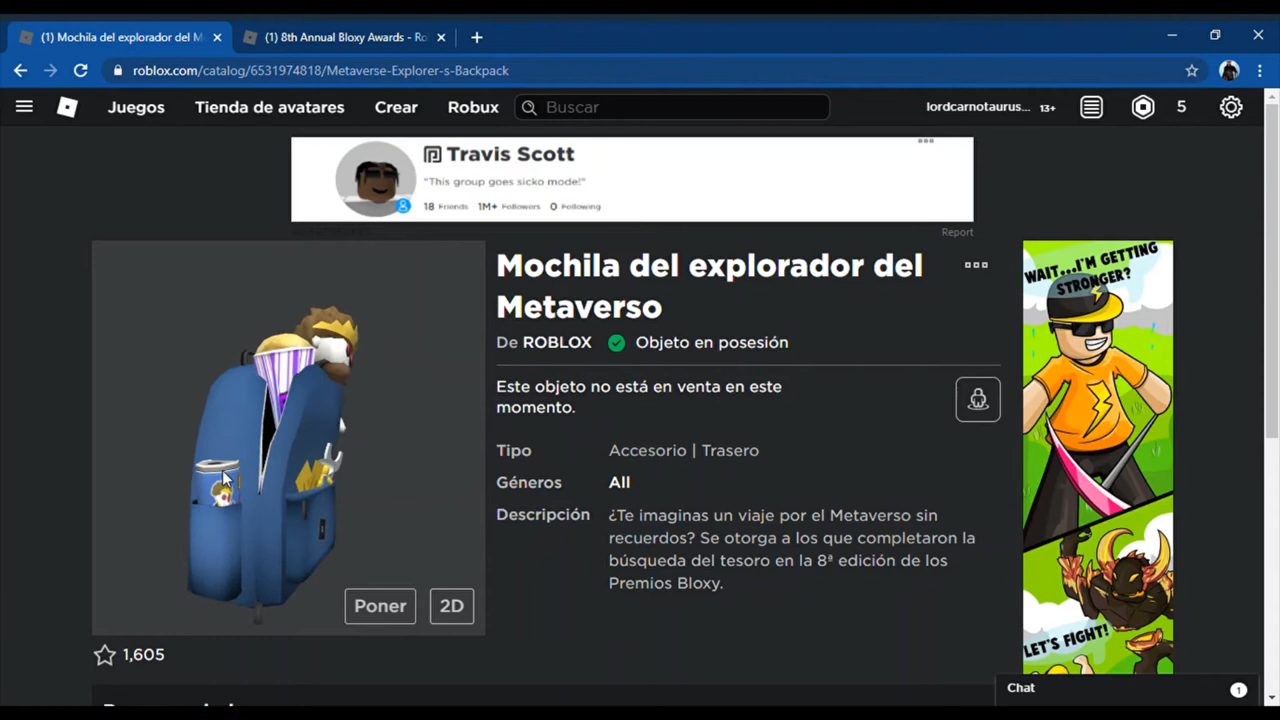 (1) Mochila del explorador del M
(1) 8th Annual Bloxy Awards - Ro
roblox.com/catalog/6531974818/Metaverse-Explorer-s-Backpack
Juegos
Tienda de avatares
Crear
Robux
Buscar
lordcarnotaurus...
13+
5
Travis Scott
"This group goes sicko mode!"
18 Friends 1M+ Followers 0 Following
Report
Mochila del explorador del
Metaverso
De ROBLOX
Objeto en posesión
Este objeto no está en venta en este
momento.
Tipo
Accesorio | Trasero
Géneros
All
Descripción
¿Te imaginas un viaje por el Metaverso sin
recuerdos? Se otorga a los que completaron la
búsqueda del tesoro en la 8ª edición de los
Premios Bloxy.
Poner
2D
1,605
WAIT...I'M GETTING
STRONGER?
LET'S FIGHT!
Chat
1